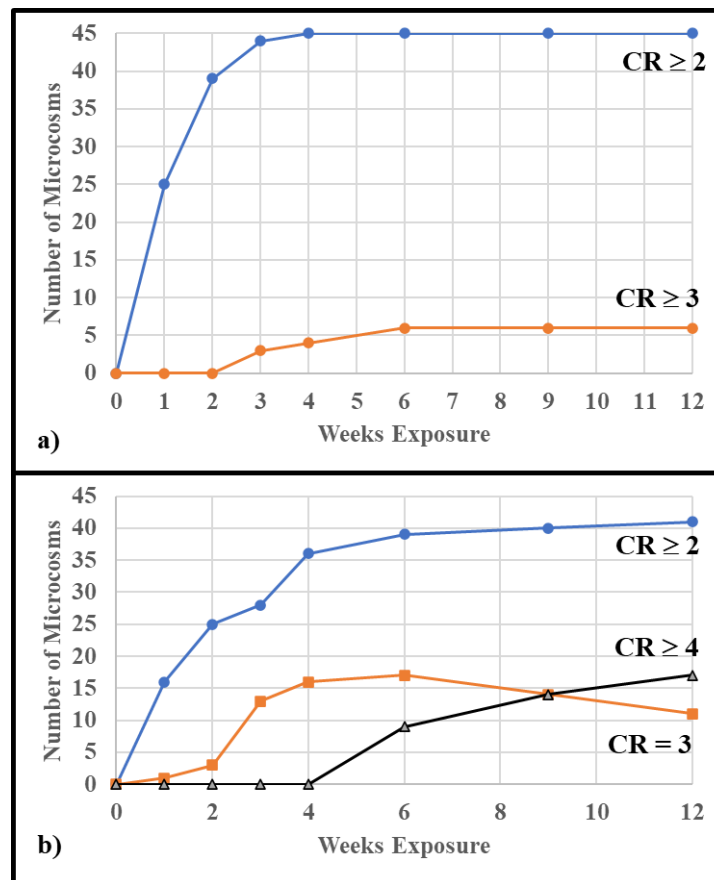 45
40
35
30
25
20
15
10
5
0
Number of Microcosms
CR ≥ 2
CR ≥ 3
0 1 2 3 4 6 7 8 9 10 11 12
a)
Weeks Exposure
45
40
35
30
25
20
15
10
5
0
Number of Microcosms
CR ≥ 2
CR ≥ 4
CR = 3
0 2 4 6 8 10 12
b)
Weeks Exposure